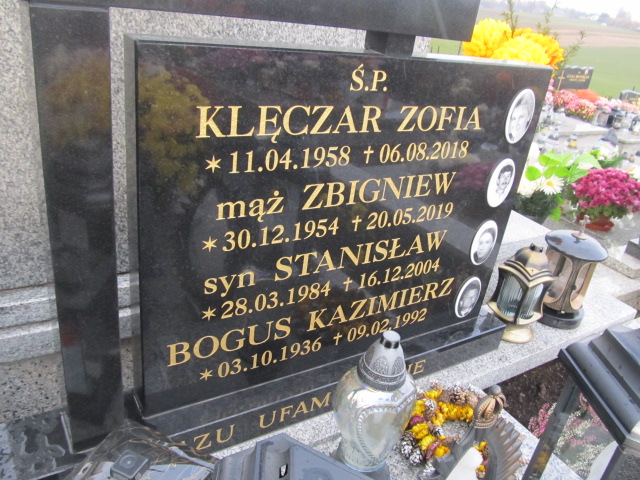 Ś.P.
KLĘCZAR ZOFIA
* 11.04.1958 † 06.08.2018
mąż ZBIGNIEW
* 30.12.1954 † 20.05.2019
syn STANISŁAW
* 28.03.1984 † 16.12.2004
BOGUS KAZIMIERZ
* 03.10.1936 † 09.02.1992
UFAM